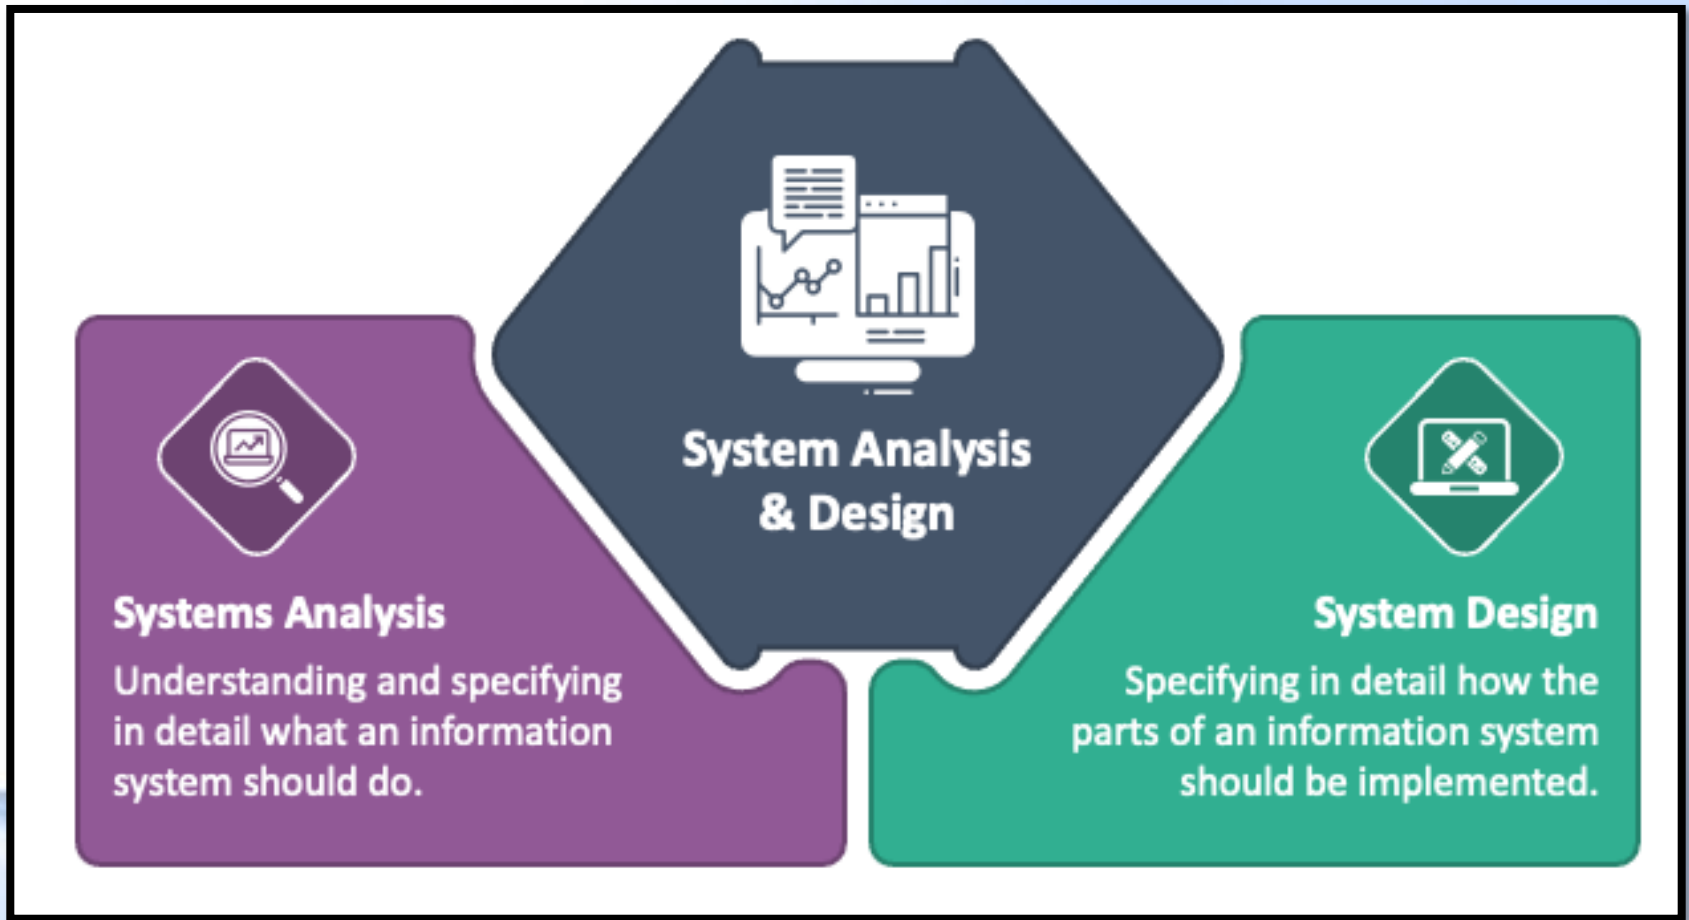 System Analysis
& Design
Systems Analysis
Understanding and specifying
in detail what an information
system should do.
System Design
Specifying in detail how the
parts of an information system
should be implemented.